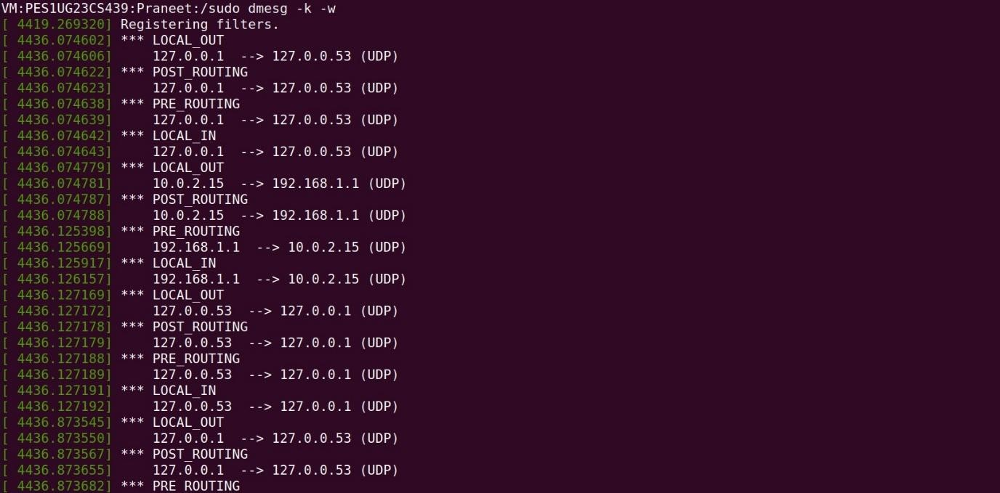 VM:PES1UG23CS439:Praneet:/sudo dmesg -k -w
[ 4419.269320] Registering filters.
[ 4436.074602] *** LOCAL_OUT
[ 4436.074606]     127.0.0.1  --> 127.0.0.53 (UDP)
[ 4436.074622] *** POST_ROUTING
[ 4436.074623]     127.0.0.1  --> 127.0.0.53 (UDP)
[ 4436.074638] *** PRE_ROUTING
[ 4436.074639]     127.0.0.1  --> 127.0.0.53 (UDP)
[ 4436.074642] *** LOCAL_IN
[ 4436.074643]     127.0.0.1  --> 127.0.0.53 (UDP)
[ 4436.074779] *** LOCAL_OUT
[ 4436.074781]     10.0.2.15  --> 192.168.1.1 (UDP)
[ 4436.074787] *** POST_ROUTING
[ 4436.074788]     10.0.2.15  --> 192.168.1.1 (UDP)
[ 4436.125398] *** PRE_ROUTING
[ 4436.125669]     192.168.1.1  --> 10.0.2.15 (UDP)
[ 4436.125917] *** LOCAL_IN
[ 4436.126157]     192.168.1.1  --> 10.0.2.15 (UDP)
[ 4436.127169] *** LOCAL_OUT
[ 4436.127172]     127.0.0.53  --> 127.0.0.1 (UDP)
[ 4436.127178] *** POST_ROUTING
[ 4436.127179]     127.0.0.53  --> 127.0.0.1 (UDP)
[ 4436.127188] *** PRE_ROUTING
[ 4436.127189]     127.0.0.53  --> 127.0.0.1 (UDP)
[ 4436.127191] *** LOCAL_IN
[ 4436.127192]     127.0.0.53  --> 127.0.0.1 (UDP)
[ 4436.873545] *** LOCAL_OUT
[ 4436.873550]     127.0.0.1  --> 127.0.0.53 (UDP)
[ 4436.873567] *** POST_ROUTING
[ 4436.873655]     127.0.0.1  --> 127.0.0.53 (UDP)
[ 4436.873682] *** PRE_ROUTING